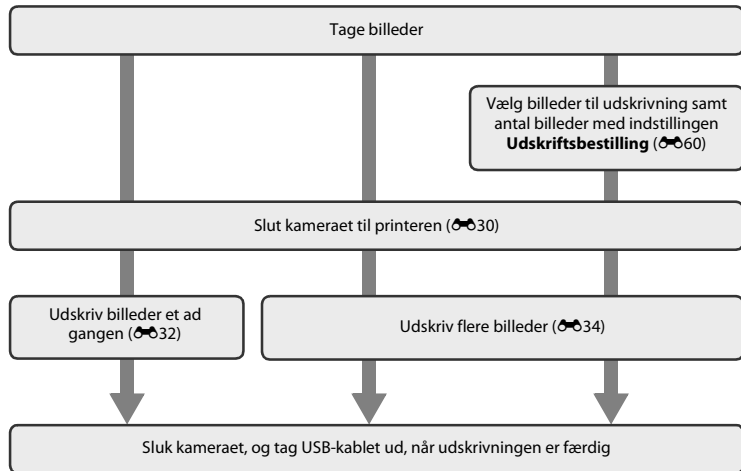 Tage billeder
Vælg billeder til udskrivning samt
antal billeder med indstillingen
Udskriftsbestilling (60)
Slut kameraet til printeren (30)
Udskriv billeder et ad
gangen (32)
Udskriv flere billeder (34)
Sluk kameraet, og tag USB-kablet ud, når udskrivningen er færdig